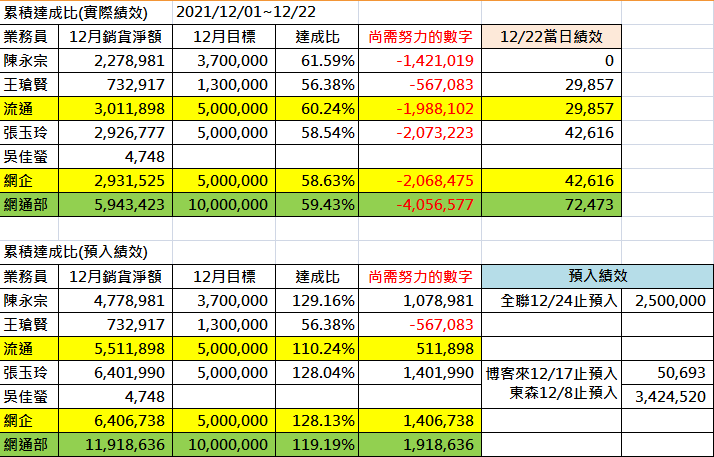 累積達成比(實際績效) 2021/12/01~12/22
業務員 12月銷貨淨額 12月目標 達成比 尚需努力的數字 12/22當日績效
陳永宗 2,278,981 3,700,000 61.59% -1,421,019 0
王瑲賢 732,917 1,300,000 56.38% -567,083 29,857
流通 3,011,898 5,000,000 60.24% -1,988,102 29,857
張玉玲 2,926,777 5,000,000 58.54% -2,073,223 42,616
吳佳螢 4,748
網企 2,931,525 5,000,000 58.63% -2,068,475 42,616
網通部 5,943,423 10,000,000 59.43% -4,056,577 72,473
累積達成比(預入績效)
業務員 12月銷貨淨額 12月目標 達成比 尚需努力的數字 預入績效
陳永宗 4,778,981 3,700,000 129.16% 1,078,981 全聯12/24止預入 2,500,000
王瑲賢 732,917 1,300,000 56.38% -567,083
流通 5,511,898 5,000,000 110.24% 511,898
張玉玲 6,401,990 5,000,000 128.04% 1,401,990 博客來12/17止預入 50,693
吳佳螢 4,748 東森12/8止預入 3,424,520
網企 6,406,738 5,000,000 128.13% 1,406,738
網通部 11,918,636 10,000,000 119.19% 1,918,636